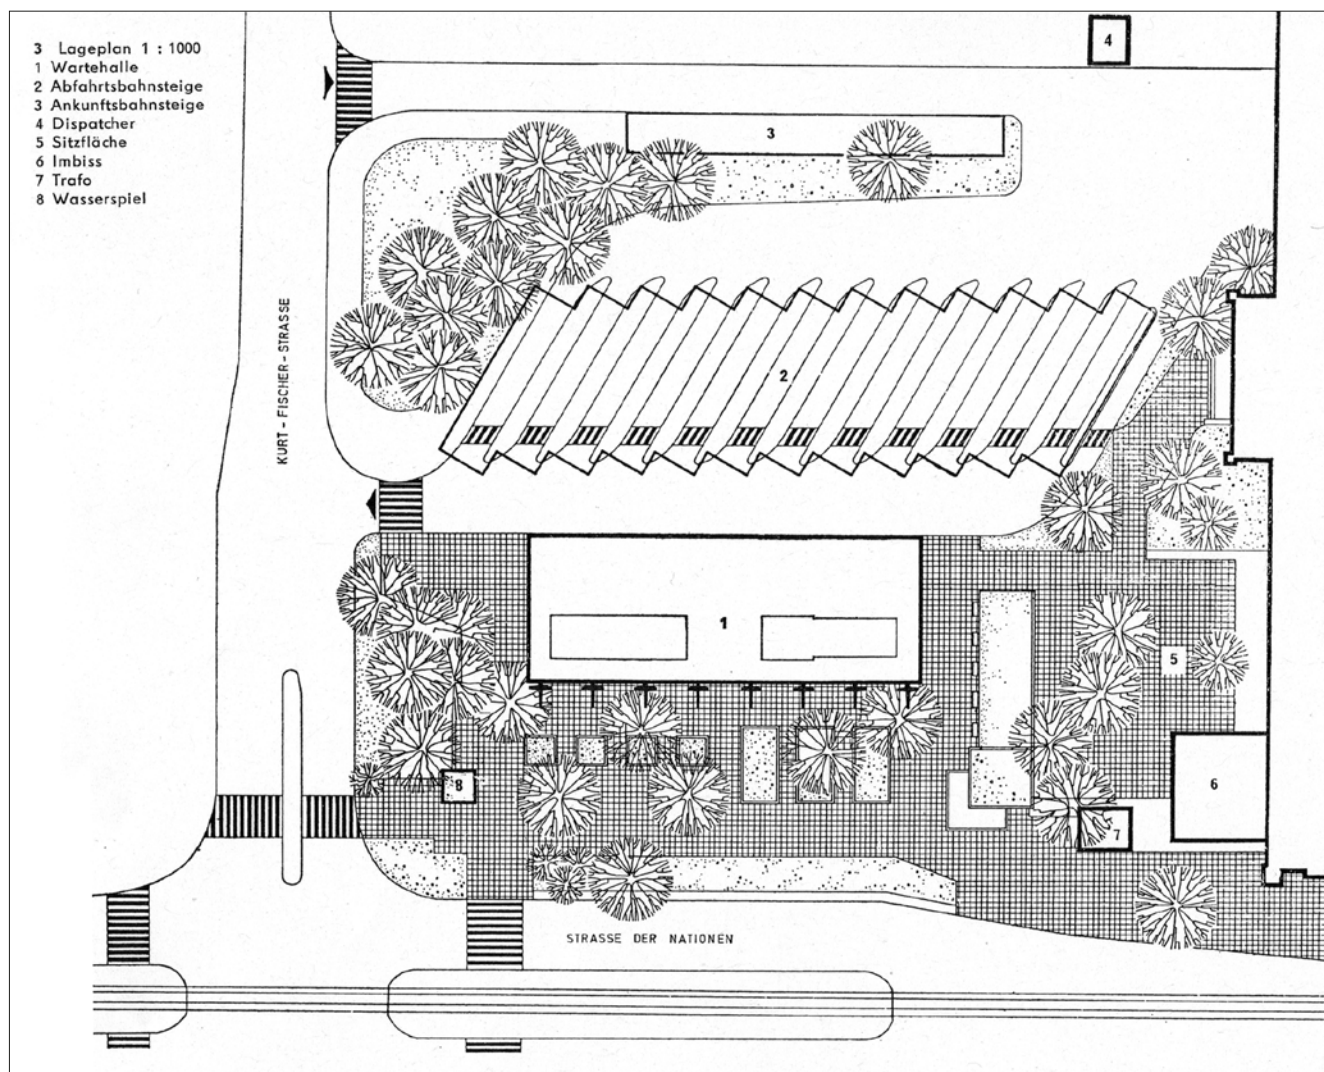 3 Lageplan 1 : 1000
1 Wartehalle
2 Abfahrtsbahnsteige
3 Ankunftsbahnsteige
4 Dispatcher
5 Sitzfläche
6 Imbiss
7 Trafo
8 Wasserspiel
4
3
KURT-FISCHER-STRASSE
2
1
5
8
6
7
STRASSE DER NATIONEN